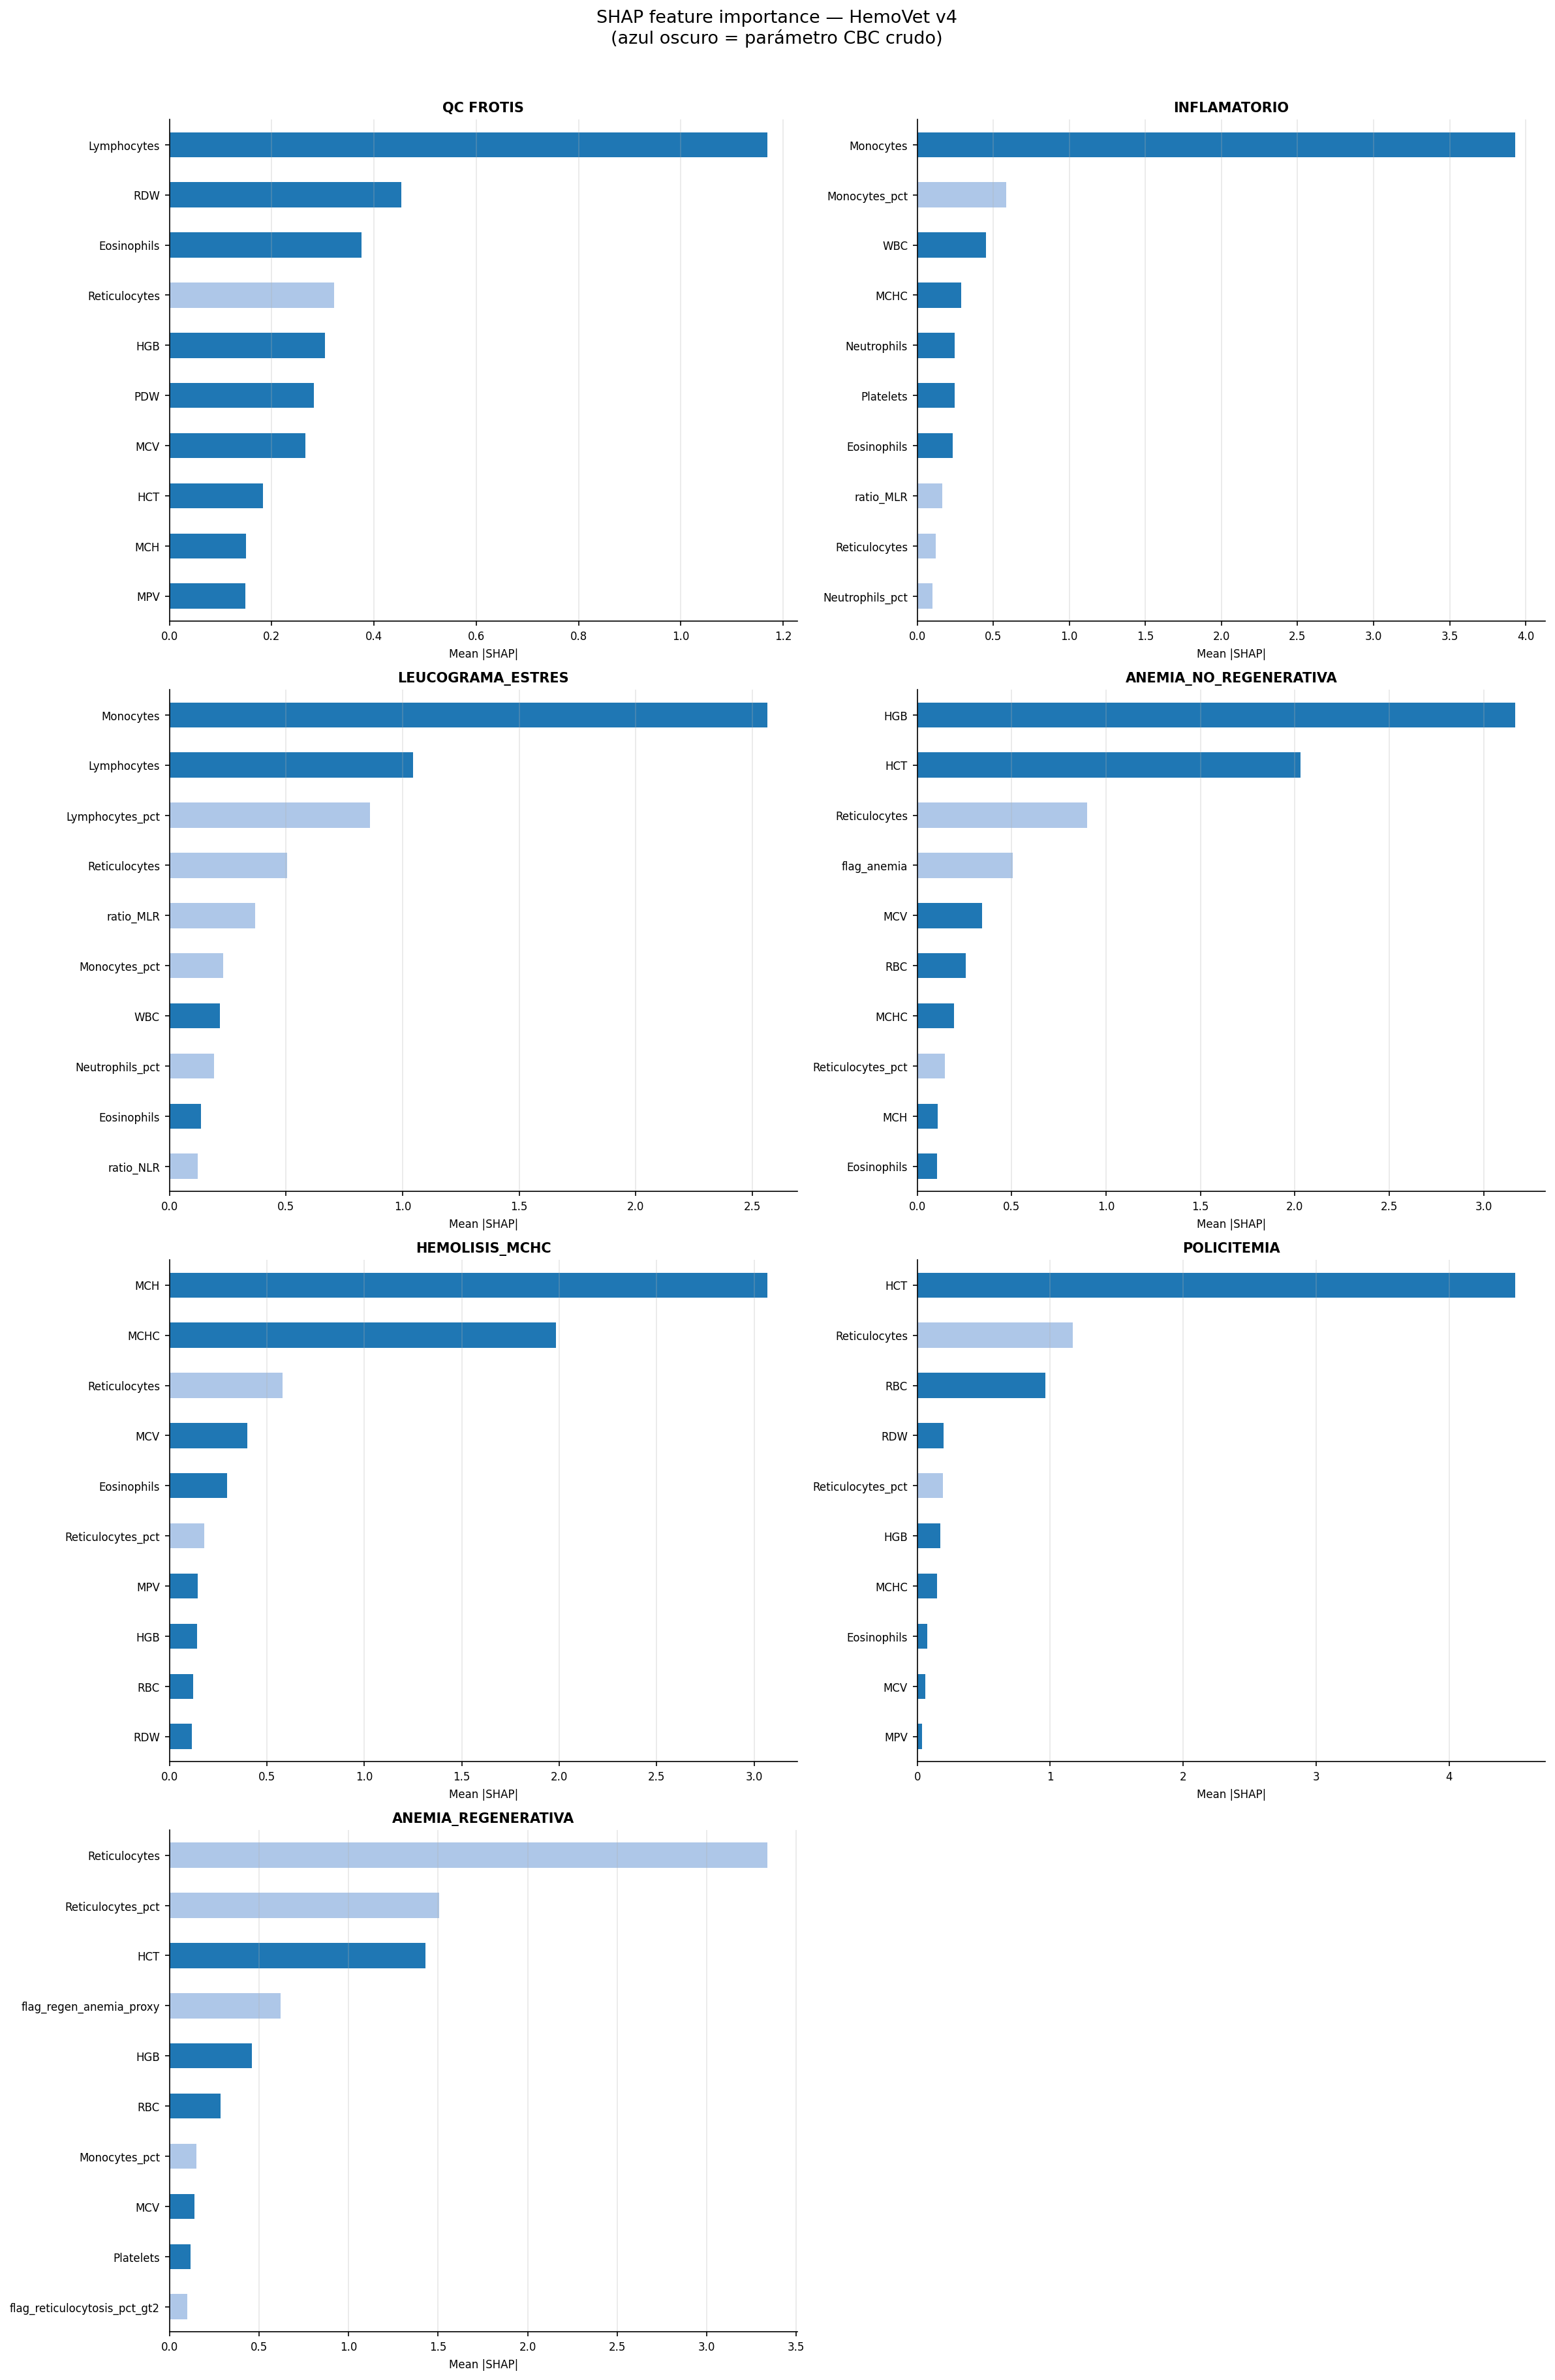 SHAP feature importance — HemoVet v4
(azul oscuro = parámetro CBC crudo)
QC FROTIS
Lymphocytes
RDW
Eosinophils
Reticulocytes
HGB
PDW
MCV
HCT
MCH
MPV
0.0 0.2 0.4 0.6 0.8 1.0 1.2
Mean |SHAP|
INFLAMATORIO
Monocytes
Monocytes_pct
WBC
MCHC
Neutrophils
Platelets
Eosinophils
ratio_MLR
Reticulocytes
Neutrophils_pct
0.0 0.5 1.0 1.5 2.0 2.5 3.0 3.5 4.0
Mean |SHAP|
LEUCOGRAMA_ESTRES
Monocytes
Lymphocytes
Lymphocytes_pct
Reticulocytes
ratio_MLR
Monocytes_pct
WBC
Neutrophils_pct
Eosinophils
ratio_NLR
0.0 0.5 1.0 1.5 2.0 2.5
Mean |SHAP|
ANEMIA_NO_REGENERATIVA
HGB
HCT
Reticulocytes
flag_anemia
MCV
RBC
MCHC
Reticulocytes_pct
MCH
Eosinophils
0.0 0.5 1.0 1.5 2.0 2.5 3.0
Mean |SHAP|
HEMOLISIS_MCHC
MCH
MCHC
Reticulocytes
MCV
Eosinophils
Reticulocytes_pct
MPV
HGB
RBC
RDW
0.0 0.5 1.0 1.5 2.0 2.5 3.0
Mean |SHAP|
POLICITEMIA
HCT
Reticulocytes
RBC
RDW
Reticulocytes_pct
HGB
MCHC
Eosinophils
MCV
MPV
0 1 2 3 4
Mean |SHAP|
ANEMIA_REGENERATIVA
Reticulocytes
Reticulocytes_pct
HCT
flag_regen_anemia_proxy
HGB
RBC
Monocytes_pct
MCV
Platelets
flag_reticulocytosis_pct_gt2
0.0 0.5 1.0 1.5 2.0 2.5 3.0 3.5
Mean |SHAP|